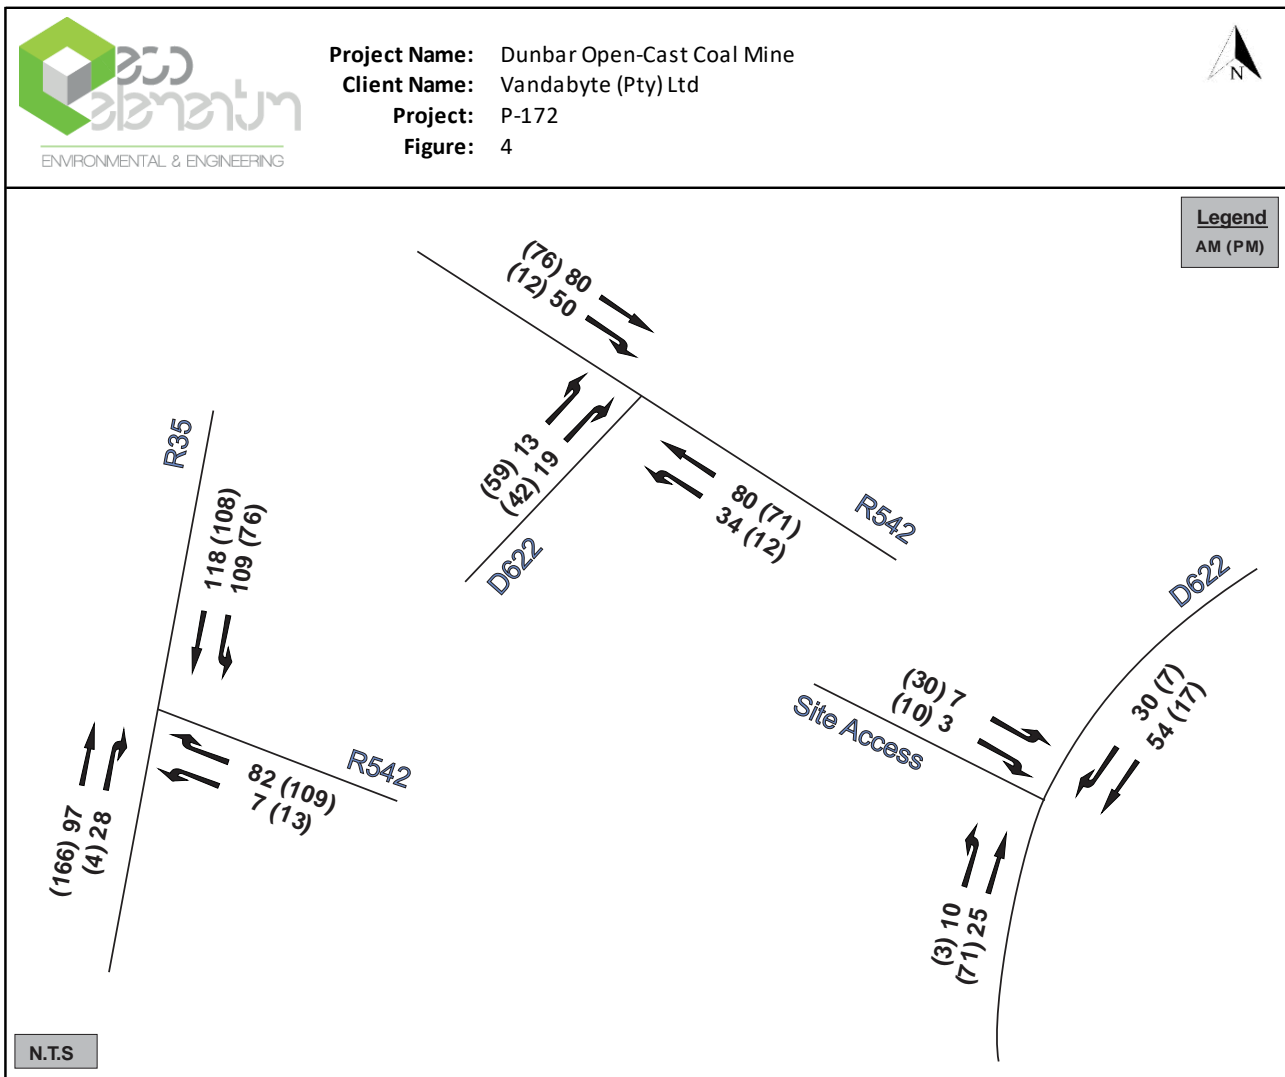 eco
elementum
ENVIRONMENTAL & ENGINEERING
Project Name: Dunbar Open-Cast Coal Mine
Client Name: Vandabyte (Pty) Ltd
Project: P-172
Figure: 4
N
Legend
AM (PM)
(76) 80
(12) 50
(59) 13
(42) 19
D622
80 (71)
34 (12)
R542
R35
118 (108)
109 (76)
(166) 97
(4) 28
82 (109)
7 (13)
R542
D622
(30) 7
(10) 3
Site Access
30 (7)
54 (17)
(3) 10
(71) 25
N.T.S